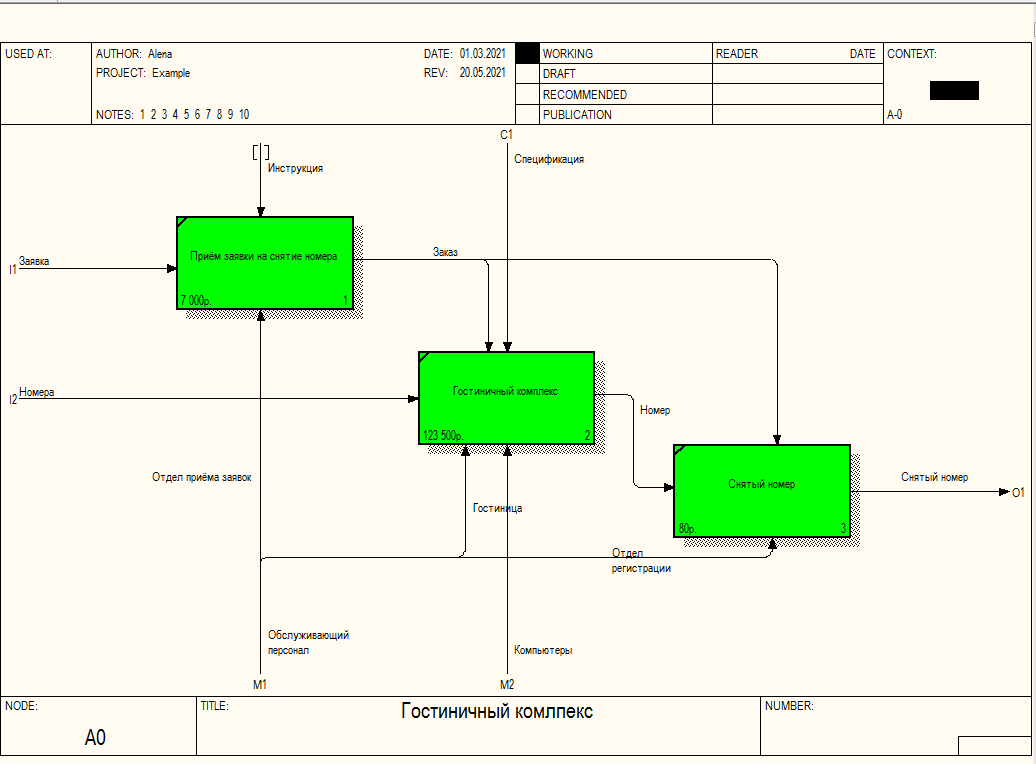 USED AT:
AUTHOR: Alena
DATE: 01.03.2021
WORKING
READER
DATE
CONTEXT:
PROJECT: Example
REV: 20.05.2021
DRAFT
RECOMMENDED
NOTES: 1 2 3 4 5 6 7 8 9 10
PUBLICATION
A-0
C1
Спецификация
Инструкция
Приём заявки на снятие номера
Заказ
I1
Заявка
7 000р.
1
I2
Номера
Гостиничный комплекс
Номер
123 500р.
2
Отдел приёма заявок
Снятый номер
Снятый номер
O1
Гостиница
80р.
3
Отдел
регистрации
Обслуживающий
персонал
Компьютеры
M1
M2
NODE:
TITLE:
Гостиничный комлпекс
NUMBER:
A0